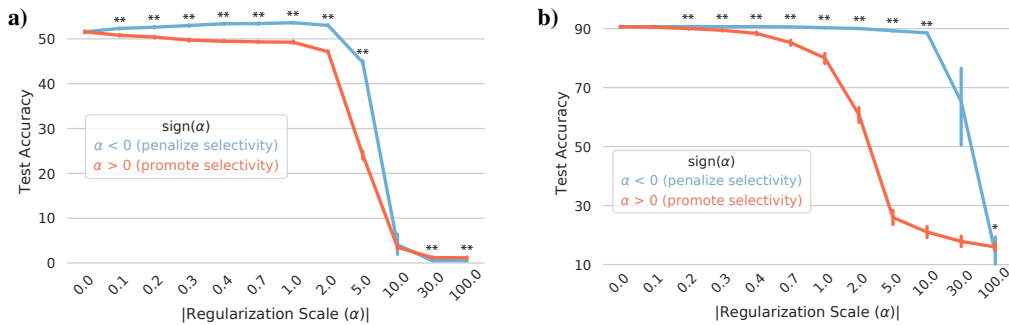 a)
** ** ** ** ** ** **
**
** **
50
40
30
20
10
0
Test Accuracy
sign(α)
α < 0 (penalize selectivity)
α > 0 (promote selectivity)
0.0 0.1 0.2 0.3 0.4 0.7 1.0 2.0 5.0 10.0 30.0 100.0
|Regularization Scale (α)|
b)
** ** ** ** ** ** ** **
*
90
70
50
30
10
Test Accuracy
sign(α)
α < 0 (penalize selectivity)
α > 0 (promote selectivity)
0.0 0.1 0.2 0.3 0.4 0.7 1.0 2.0 5.0 10.0 30.0 100.0
|Regularization Scale (α)|